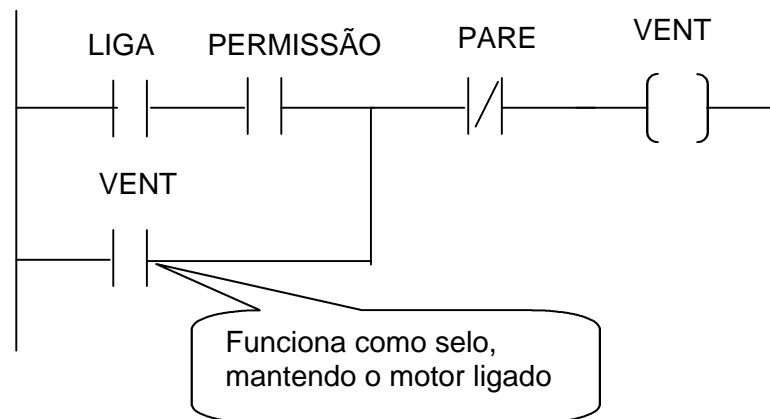 LIGA PERMISSÃO PARE VENT
VENT
Funciona como selo,
mantendo o motor ligado